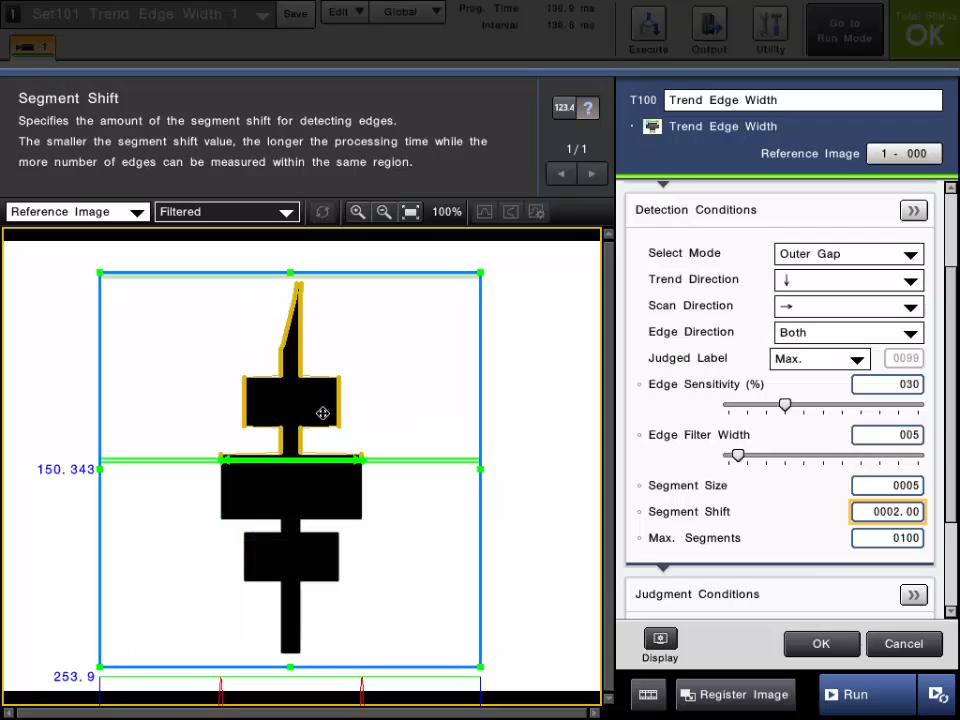 1 Set101 Trend Edge Width 1
Save
Edit
Global
Prog. Time 136.9 ms
Interval
Execute
Output
Utility
Go to
Run Mode
Total Status
OK
1
Segment Shift
Specifies the amount of the segment shift for detecting edges.
The smaller the segment shift value, the longer the processing time while the
more number of edges can be measured within the same region.
123.4 ?
1/1
T100 Trend Edge Width
Trend Edge Width
Reference Image 1 - 000
Reference Image
Filtered
100%
150.343
253.9
Detection Conditions
Select Mode Outer Gap
Trend Direction ↓
Scan Direction →
Edge Direction Both
Judged Label Max. 0099
Edge Sensitivity (%) 030
Edge Filter Width 005
Segment Size 0005
Segment Shift 0002.00
Max. Segments 0100
Judgment Conditions
Display
OK
Cancel
Register Image
Run